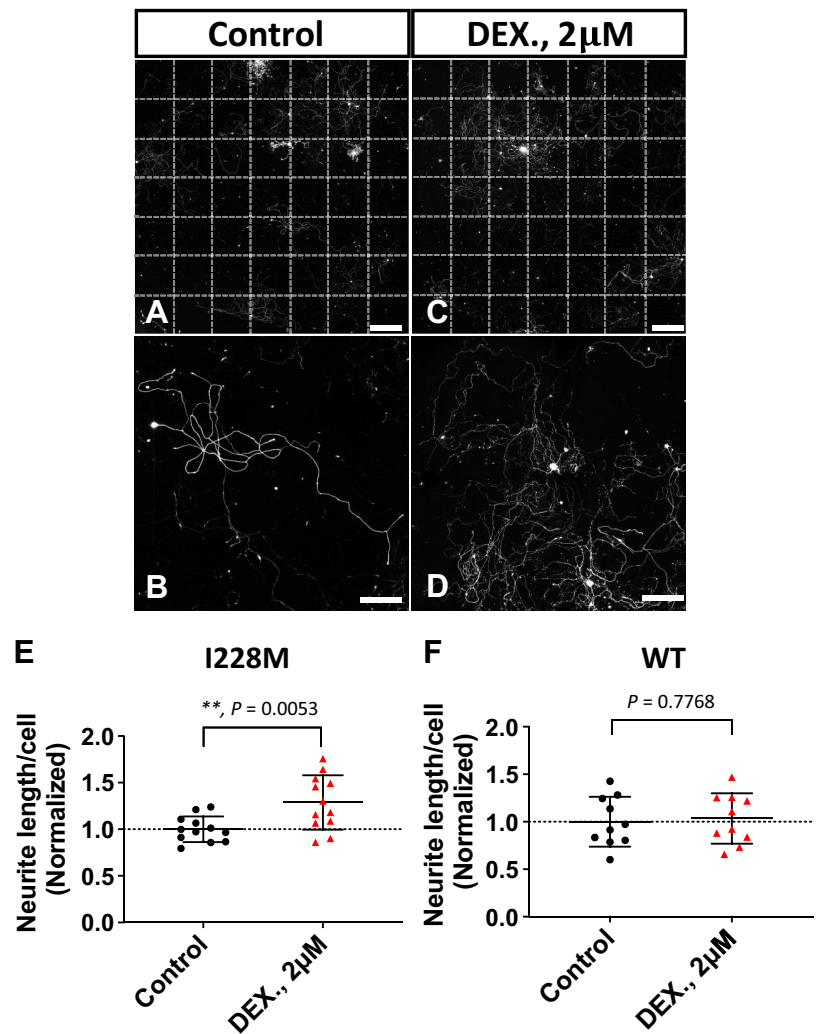 Control
DEX., 2μM
A
C
B
D
E
I228M
**, P = 0.0053
Neurite length/cell
(Normalized)
2.0
1.5
1.0
0.5
0.0
Control
DEX., 2μM
F
WT
P = 0.7768
Neurite length/cell
(Normalized)
2.0
1.5
1.0
0.5
0.0
Control
DEX., 2μM